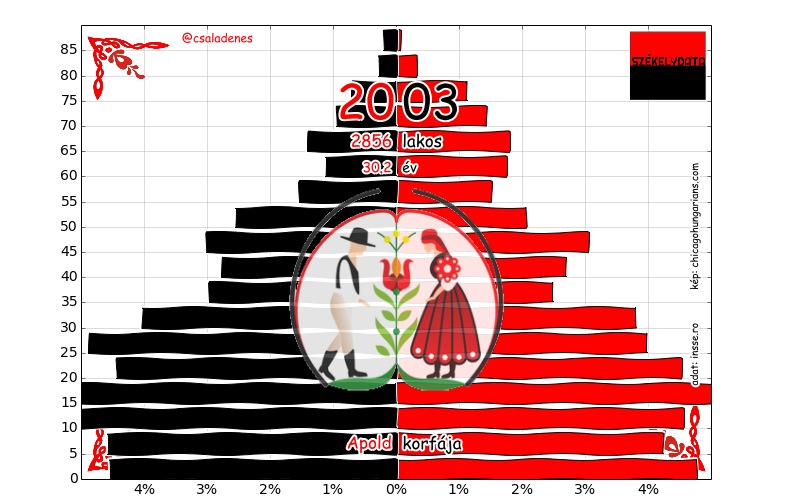 @csaladenes
SZÉKELYDATA
2003
2856 lakos
30.2 év
kép: chicagohungarians.com
adat: insse.ro
Apold korfája
85
80
75
70
65
60
55
50
45
40
35
30
25
20
15
10
5
0
4% 3% 2% 1% 0% 1% 2% 3% 4%